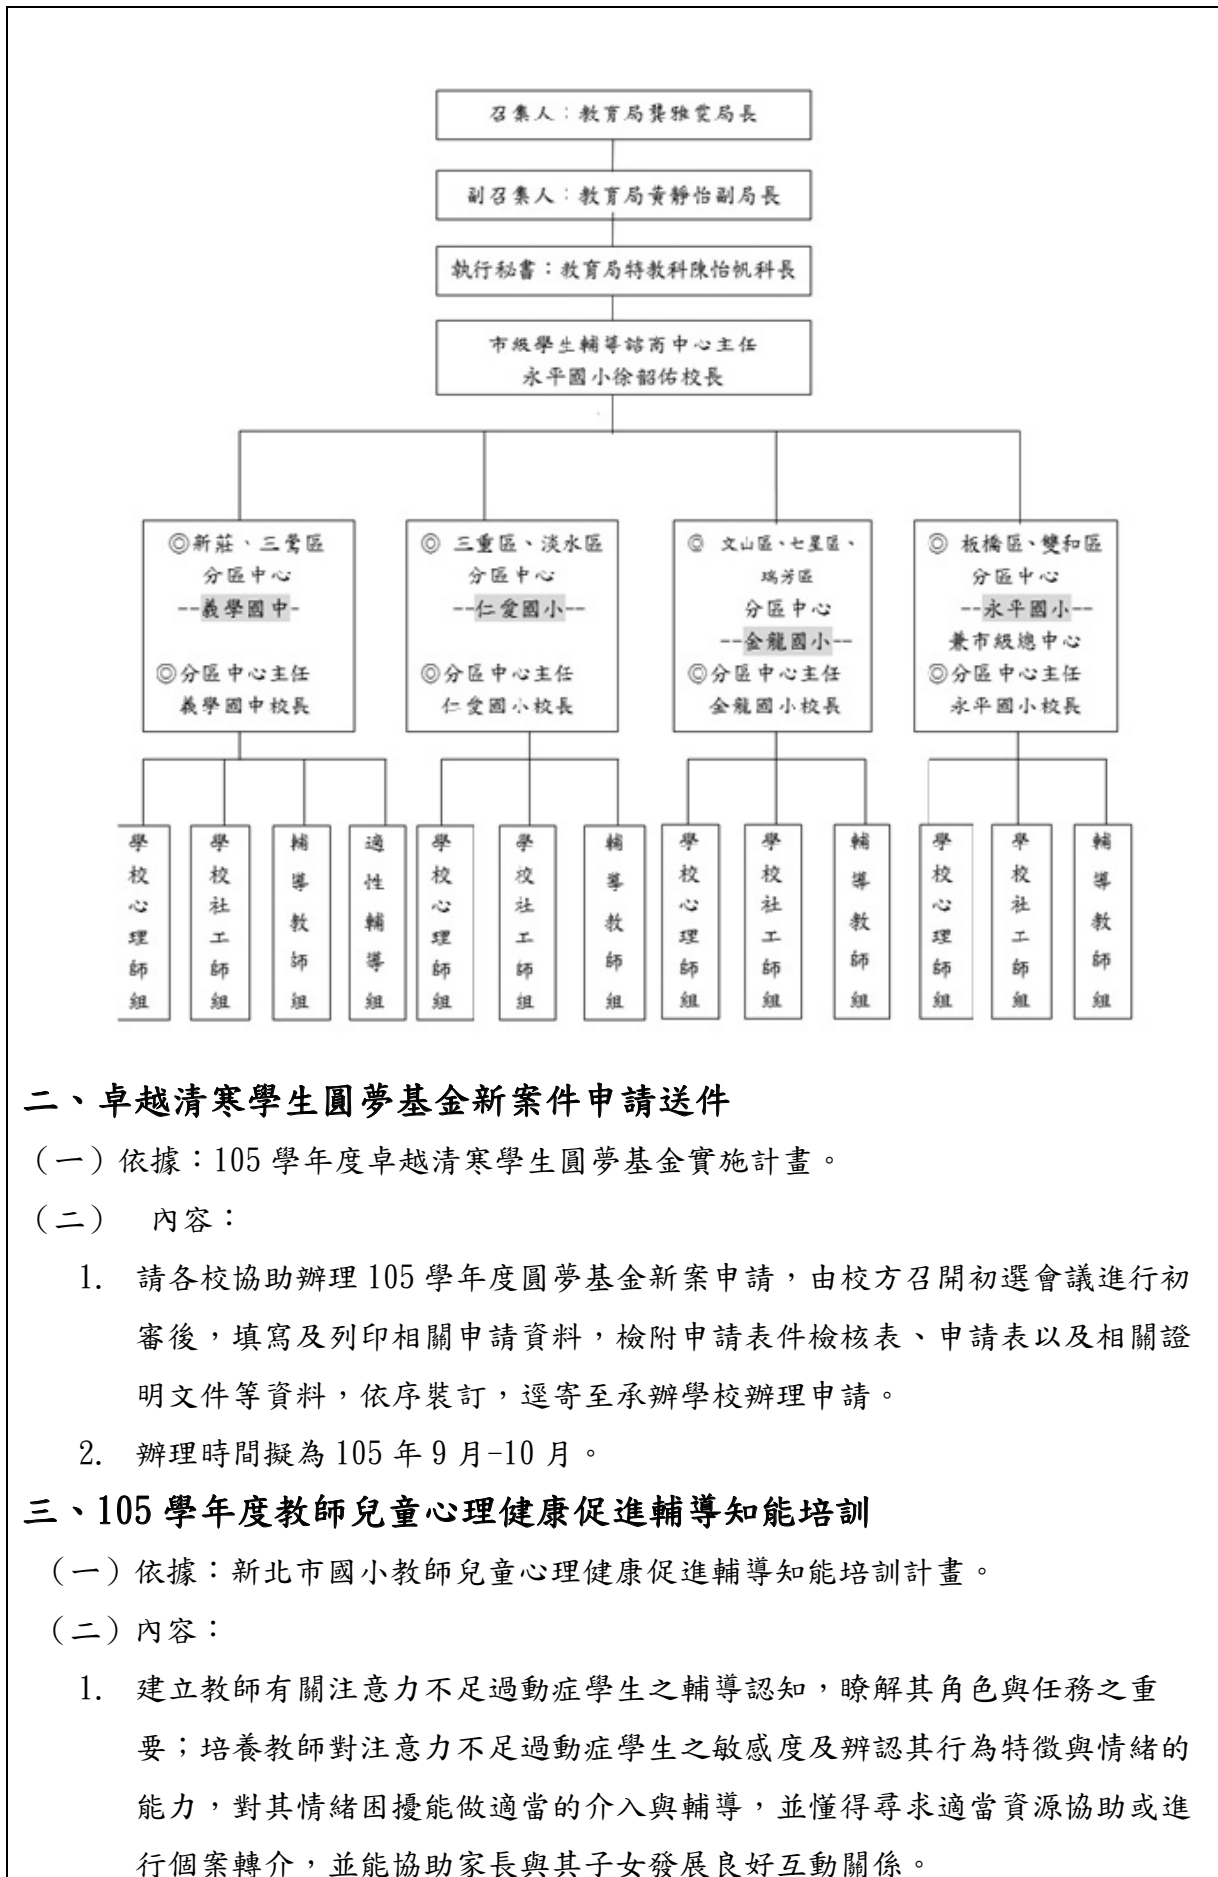 召集人：教育局龔雅雯局長
副召集人：教育局黃靜怡副局長
執行秘書：教育局特教科陳怡帆科長
市級學生輔導諮商中心主任
永平國小徐韶佑校長
◎新莊、三鶯區
分區中心
--義學國中-
◎分區中心主任
義學國中校長
◎ 三重區、淡水區
分區中心
--仁愛國小--
◎分區中心主任
仁愛國小校長
◎ 文山區、七星區、
瑞芳區
分區中心
--金龍國小--
◎分區中心主任
金龍國小校長
◎ 板橋區、雙和區
分區中心
--永平國小--
兼市級總中心
◎分區中心主任
永平國小校長
學校心理師組
學校社工師組
輔導教師組
適性輔導組
學校心理師組
學校社工師組
輔導教師組
學校心理師組
學校社工師組
輔導教師組
學校心理師組
學校社工師組
輔導教師組
二、卓越清寒學生圓夢基金新案件申請送件
（一）依據：105 學年度卓越清寒學生圓夢基金實施計畫。
（二） 內容：
1. 請各校協助辦理 105 學年度圓夢基金新案申請，由校方召開初選會議進行初
審後，填寫及列印相關申請資料，檢附申請表件檢核表、申請表以及相關證
明文件等資料，依序裝訂，逕寄至承辦學校辦理申請。
2. 辦理時間擬為 105 年 9 月-10 月。
三、105 學年度教師兒童心理健康促進輔導知能培訓
（一）依據：新北市國小教師兒童心理健康促進輔導知能培訓計畫。
（二）內容：
1. 建立教師有關注意力不足過動症學生之輔導認知，瞭解其角色與任務之重
要；培養教師對注意力不足過動症學生之敏感度及辨認其行為特徵與情緒的
能力，對其情緒困擾能做適當的介入與輔導，並懂得尋求適當資源協助或進
行個案轉介，並能協助家長與其子女發展良好互動關係。